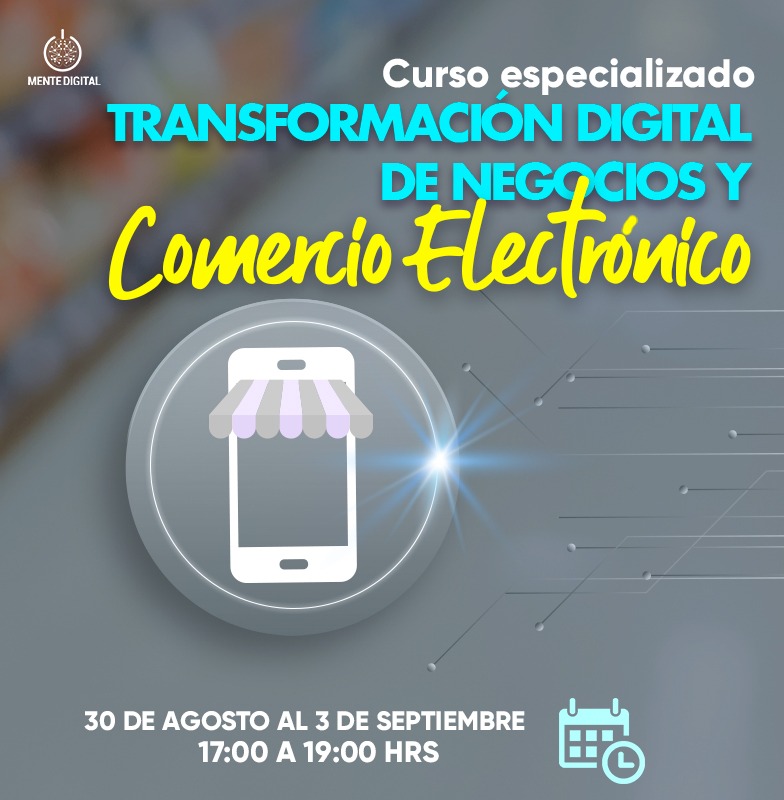 MENTE DIGITAL
Curso especializado
TRANSFORMACIÓN DIGITAL
DE NEGOCIOS Y
Comercio Electrónico
30 DE AGOSTO AL 3 DE SEPTIEMBRE
17:00 A 19:00 HRS